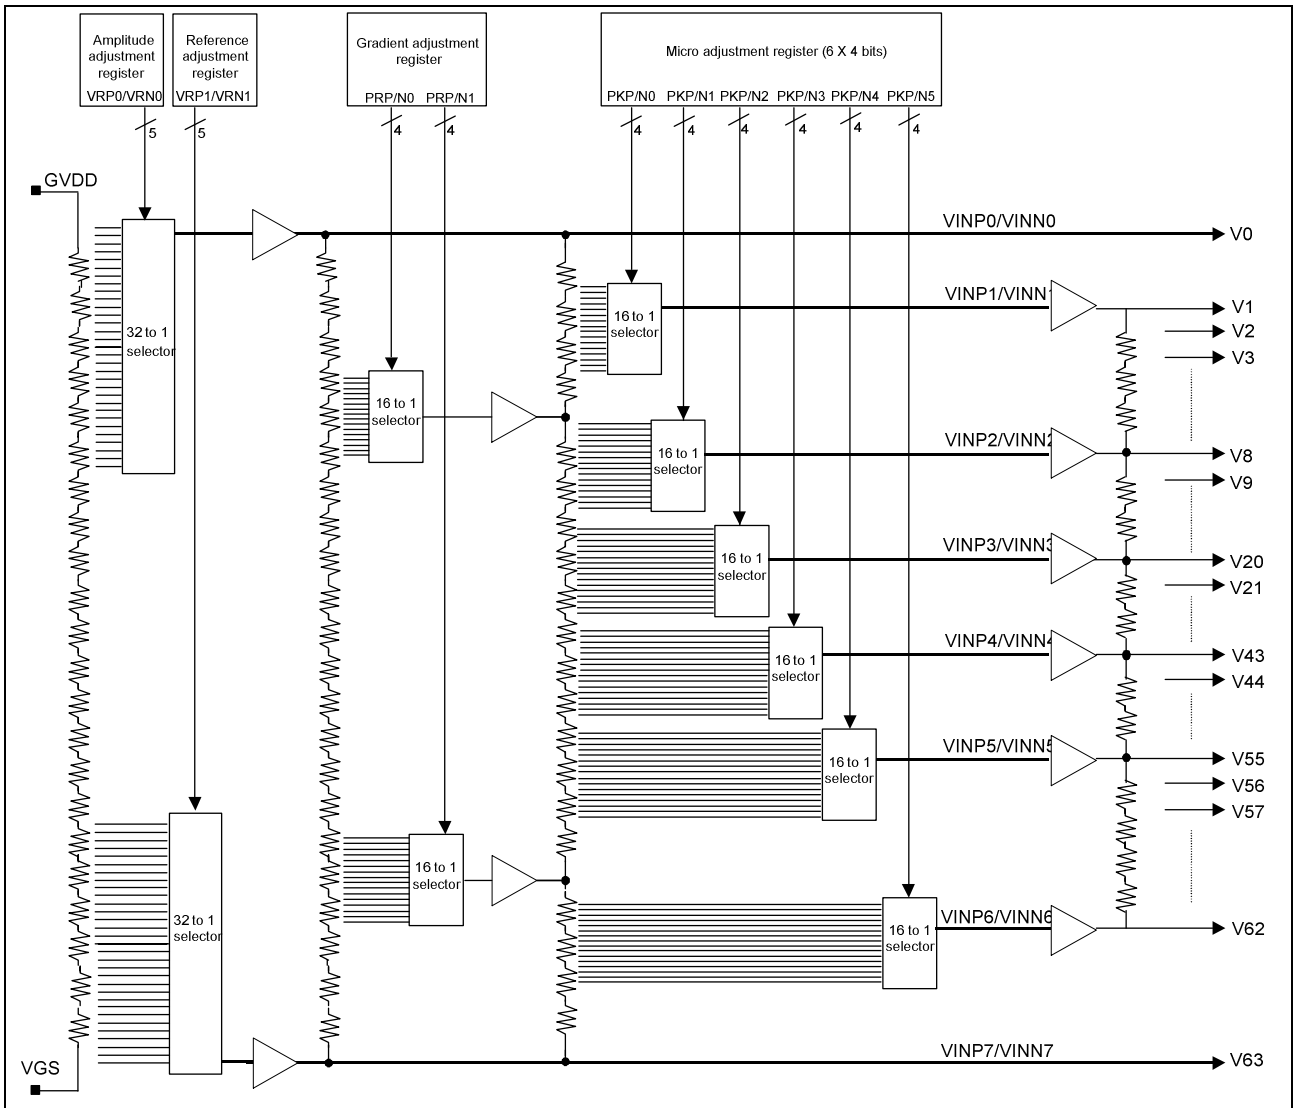 Amplitude
adjustment
register
VRP0/VRN0
Reference
adjustment
register
VRP1/VRN1
Gradient adjustment
register
PRP/N0 PRP/N1
Micro adjustment register (6 X 4 bits)
PKP/N0 PKP/N1 PKP/N2 PKP/N3 PKP/N4 PKP/N5
5
5
4
4
4
4
4
4
4
4
GVDD
VINP0/VINN0
V0
32 to 1
selector
16 to 1
selector
VINP1/VINN1
V1
V2
V3
16 to 1
selector
16 to 1
selector
VINP2/VINN2
V8
V9
16 to 1
selector
VINP3/VINN3
V20
V21
16 to 1
selector
VINP4/VINN4
V43
V44
16 to 1
selector
VINP5/VINN5
V55
V56
V57
16 to 1
selector
32 to 1
selector
16 to 1
selector
VINP6/VINN6
V62
VGS
VINP7/VINN7
V63